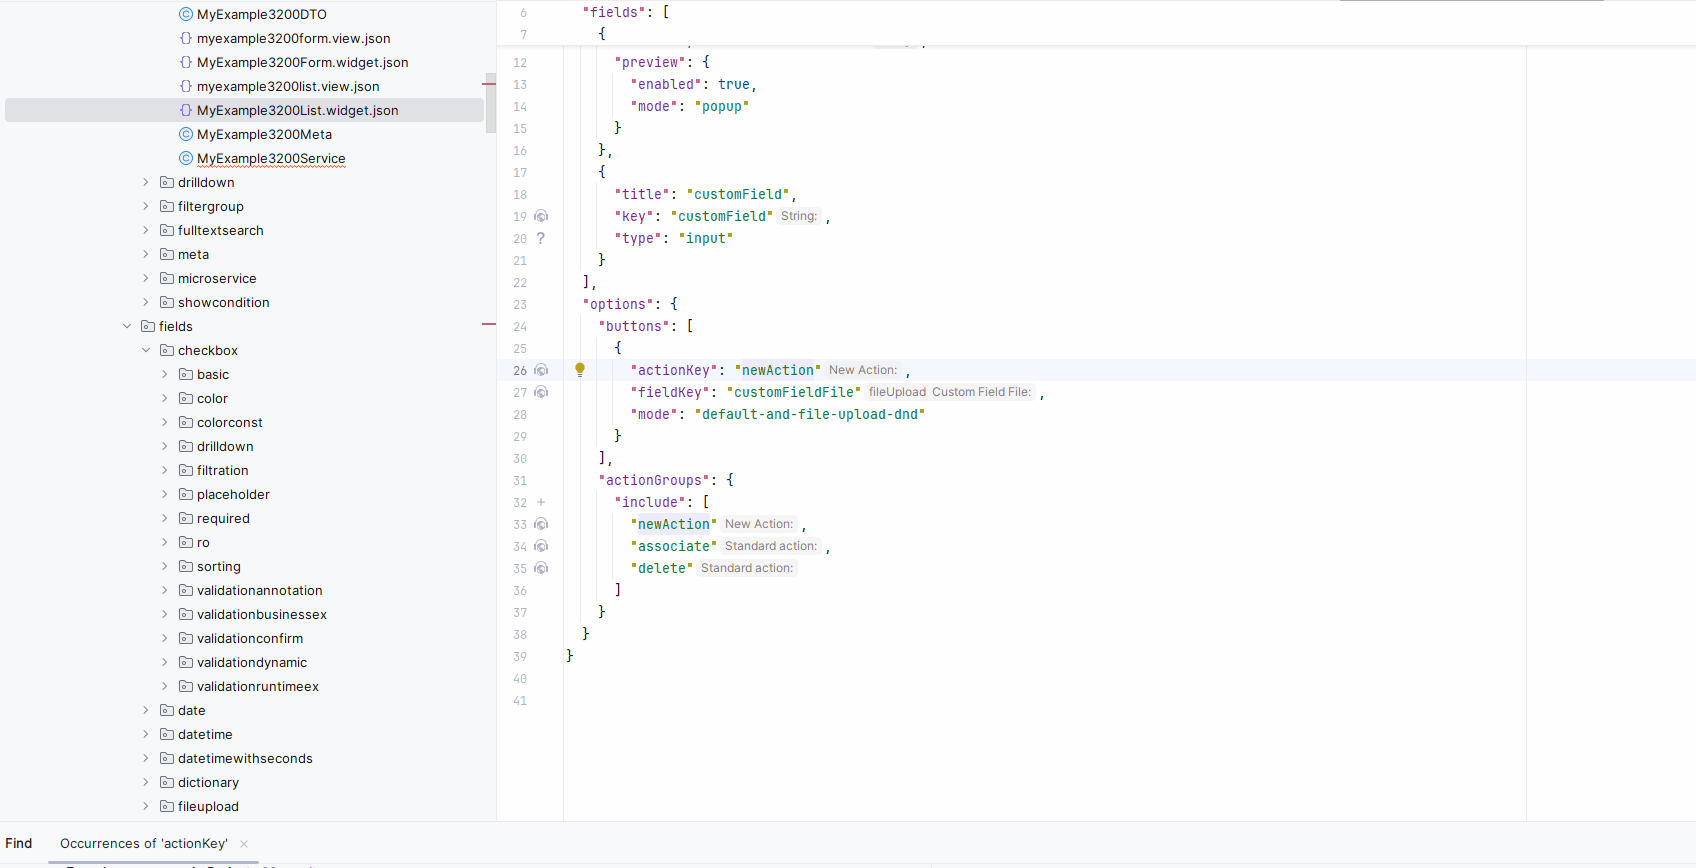 MyExample3200DTO
myexample3200form.view.json
MyExample3200Form.widget.json
myexample3200list.view.json
MyExample3200List.widget.json
MyExample3200Meta
MyExample3200Service
drilldown
filtergroup
fulltextsearch
meta
microservice
showcondition
fields
checkbox
basic
color
colorconst
drilldown
filtration
placeholder
required
ro
sorting
validationannotation
validationbusinessex
validationconfirm
validationdynamic
validationruntimeex
date
datetime
datetimewithseconds
dictionary
fileupload
6 "fields": [
7 {
12 "preview": {
13 "enabled": true,
14 "mode": "popup"
15 }
16 },
17 {
18 "title": "customField",
19 "key": "customField" String: ,
20 ? "type": "input"
21 }
22 ],
23 "options": {
24 "buttons": [
25 {
26 "actionKey": "newAction" New Action: ,
27 "fieldKey": "customFieldFile" fileUpload Custom Field File: ,
28 "mode": "default-and-file-upload-dnd"
29 }
30 ],
31 "actionGroups": {
32 + "include": [
33 "newAction" New Action: ,
34 "associate" Standard action: ,
35 "delete" Standard action:
36 ]
37 }
38 }
39 }
40
41
Find Occurrences of 'actionKey' ×